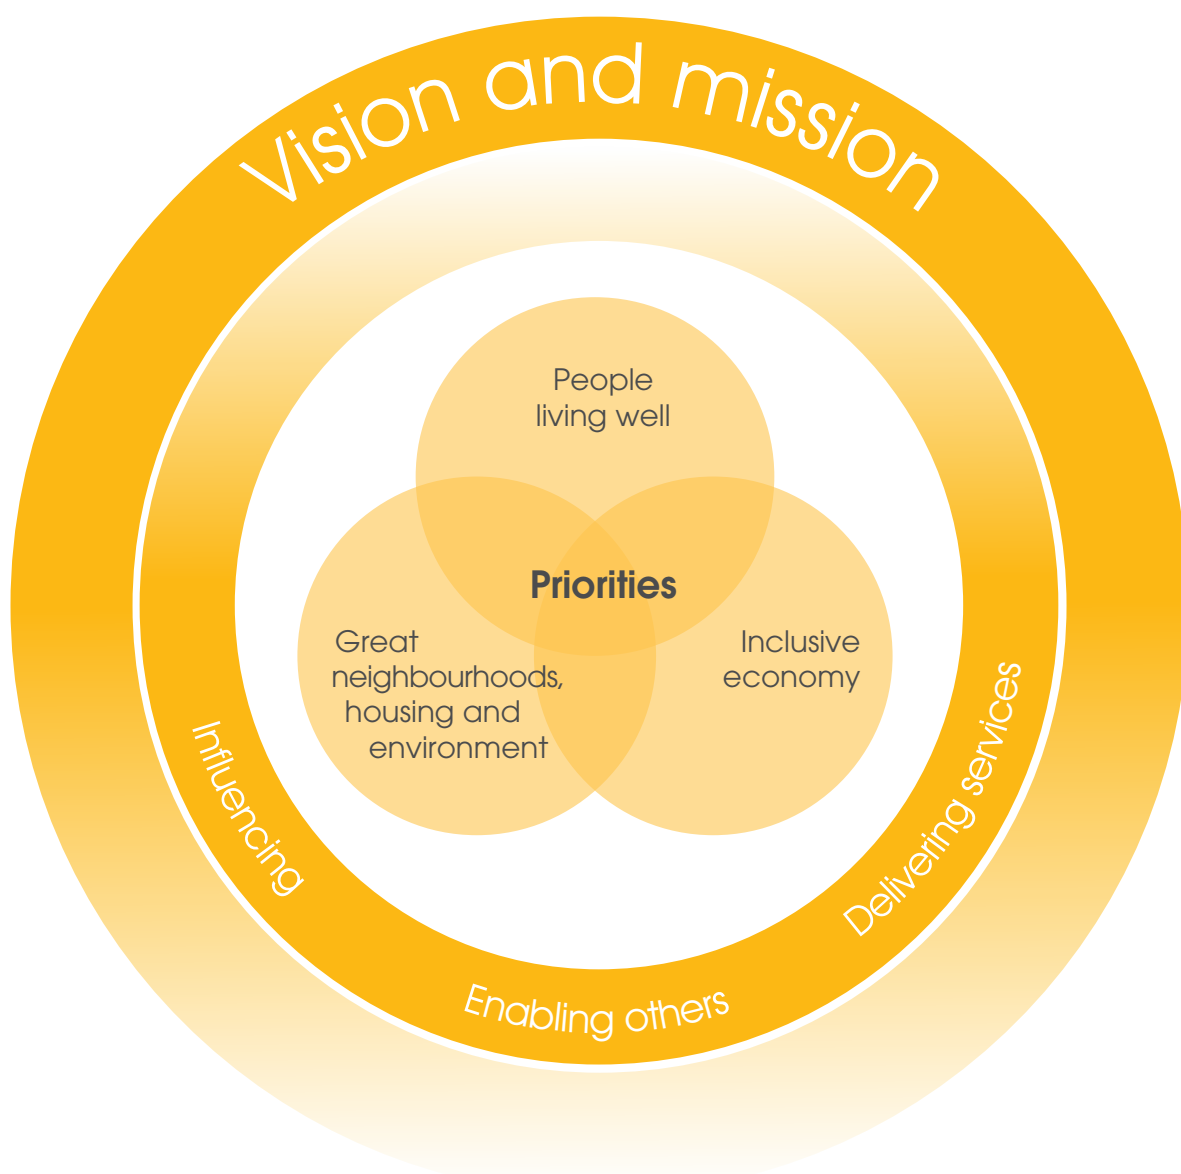 Vision and mission
People
living well
Priorities
Great
neighbourhoods,
housing and
environment
Inclusive
economy
Influencing
Enabling others
Delivering services